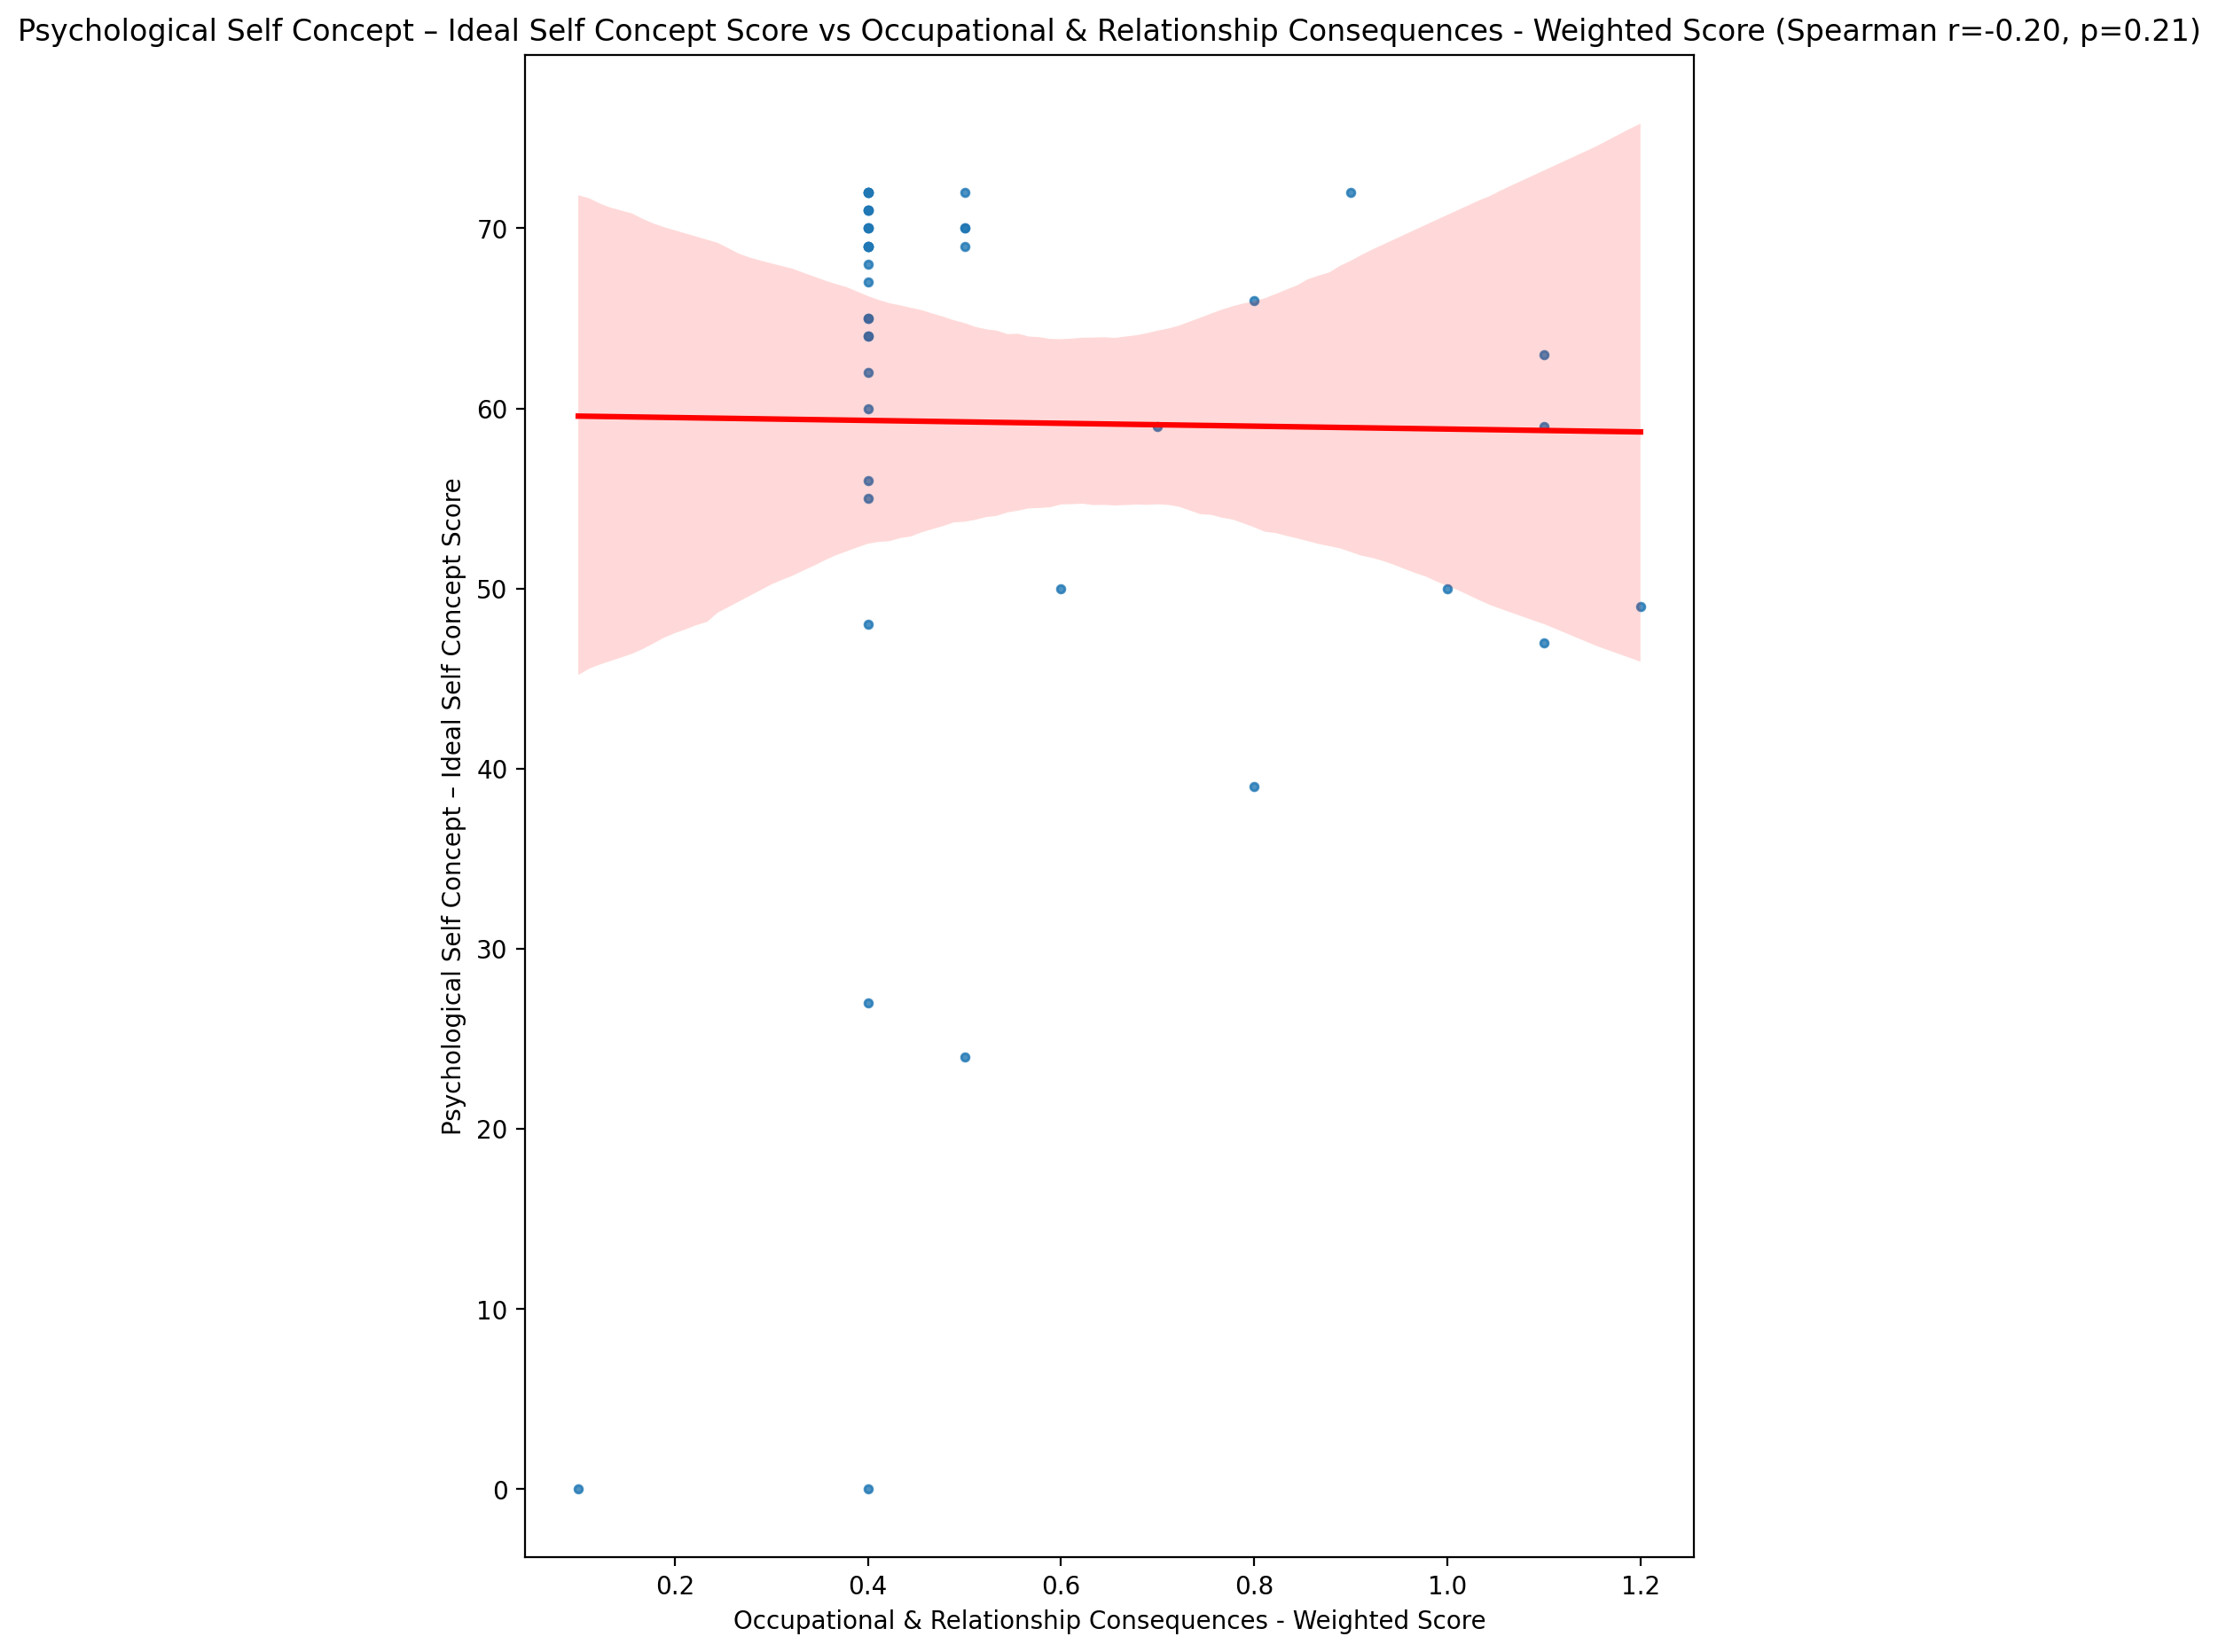 Psychological Self Concept – Ideal Self Concept Score vs Occupational & Relationship Consequences - Weighted Score (Spearman r=-0.20, p=0.21)
Psychological Self Concept – Ideal Self Concept Score
70
60
50
40
30
20
10
0
0.2 0.4 0.6 0.8 1.0 1.2
Occupational & Relationship Consequences - Weighted Score